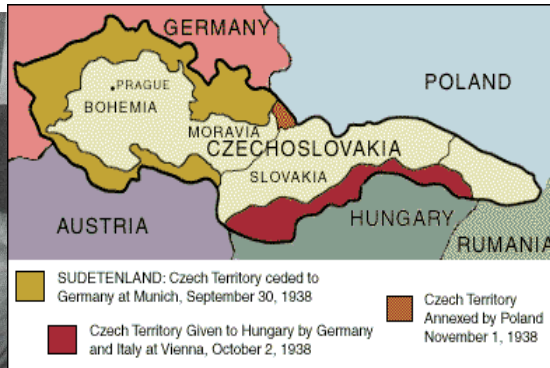 GERMANY
POLAND
PRAGUE
BOHEMIA
MORAVIA
CZECHOSLOVAKIA
SLOVAKIA
AUSTRIA
HUNGARY
RUMANIA
SUDETENLAND: Czech Territory ceded to
Germany at Munich, September 30, 1938
Czech Territory
Annexed by Poland
November 1, 1938
Czech Territory Given to Hungary by Germany
and Italy at Vienna, October 2, 1938